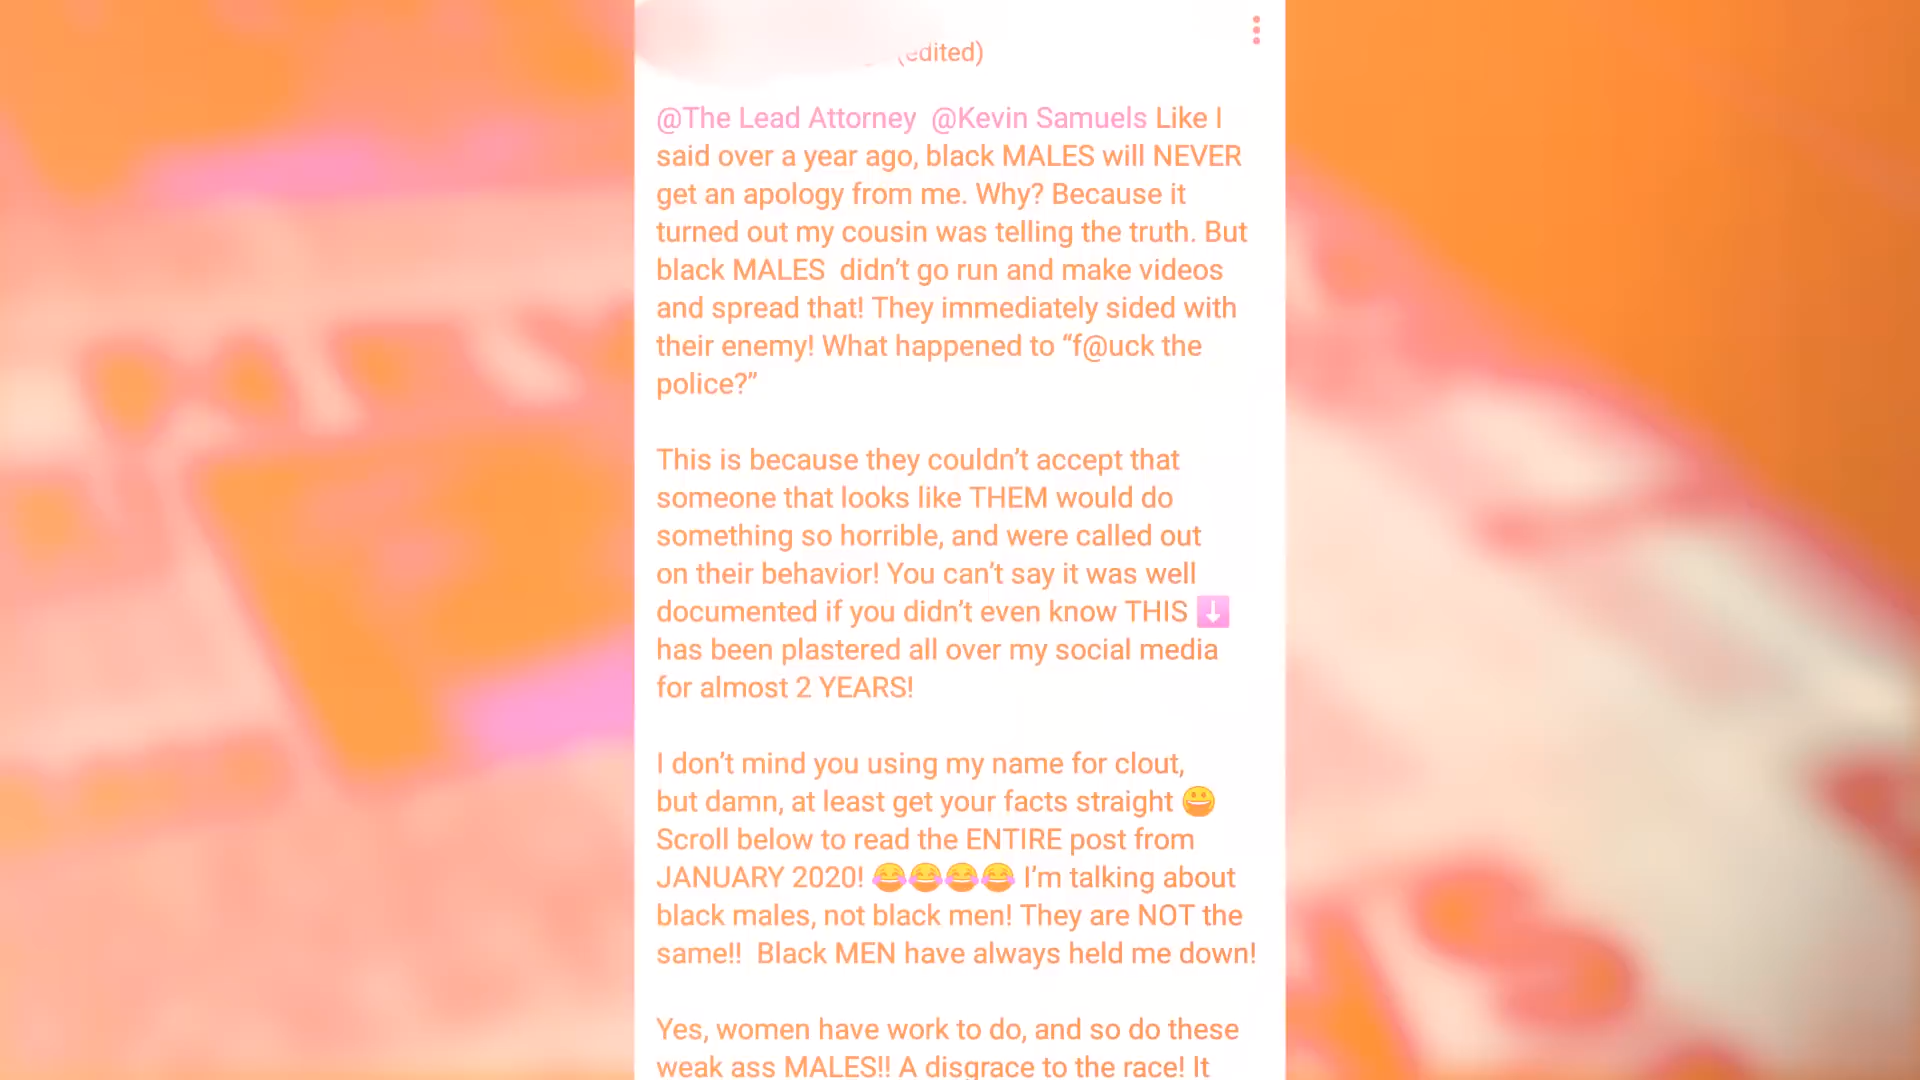 (edited)
@The Lead Attorney @Kevin Samuels Like I
said over a year ago, black MALES will NEVER
get an apology from me. Why? Because it
turned out my cousin was telling the truth. But
black MALES didn’t go run and make videos
and spread that! They immediately sided with
their enemy! What happened to “f@uck the
police?”
This is because they couldn’t accept that
someone that looks like THEM would do
something so horrible, and were called out
on their behavior! You can’t say it was well
documented if you didn’t even know THIS ⬇️
has been plastered all over my social media
for almost 2 YEARS!
I don’t mind you using my name for clout,
but damn, at least get your facts straight 😀
Scroll below to read the ENTIRE post from
JANUARY 2020! 😂😂😂😂 I’m talking about
black males, not black men! They are NOT the
same!! Black MEN have always held me down!
Yes, women have work to do, and so do these
weak ass MALES!! A disgrace to the race! It